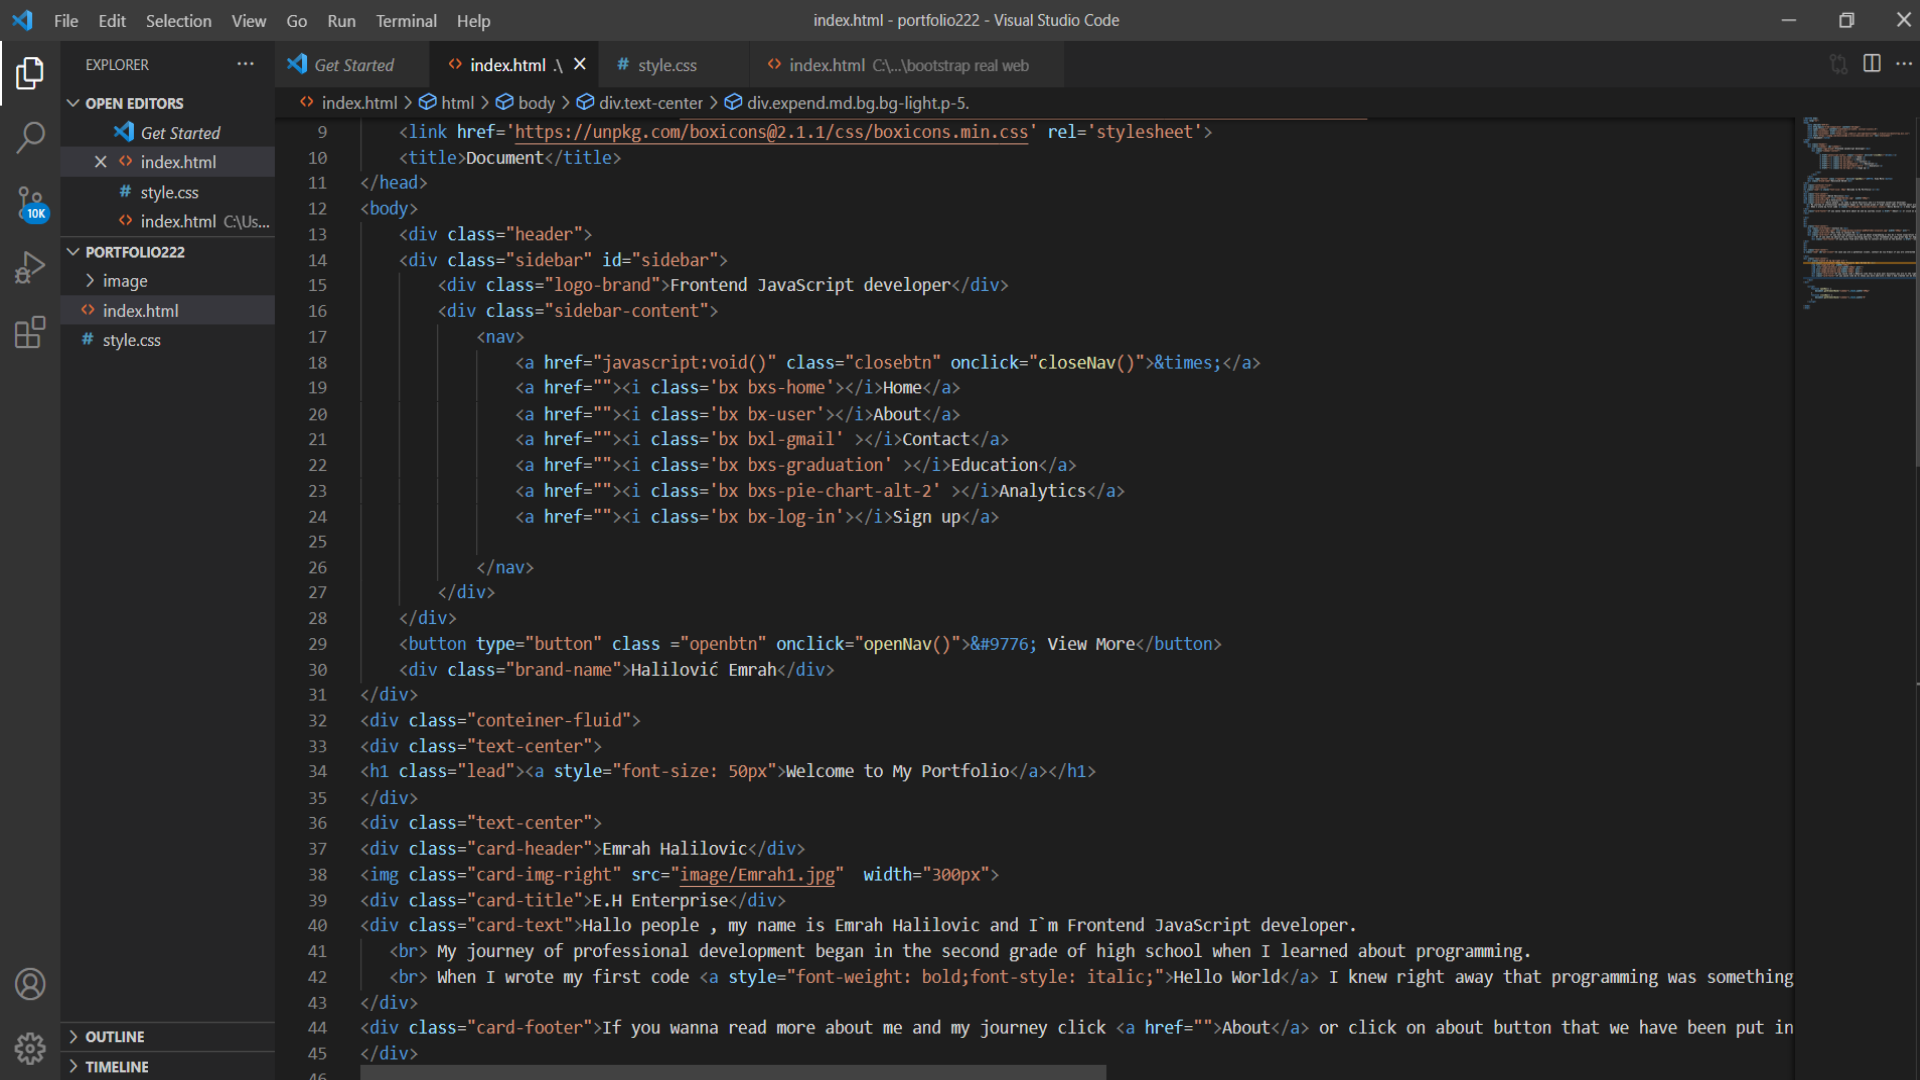 File Edit Selection View Go Run Terminal Help
index.html - portfolio222 - Visual Studio Code
EXPLORER
Get Started
index.html .\
style.css
index.html C:\...\bootstrap real web
OPEN EDITORS
Get Started
index.html
style.css
index.html C:\Us...
PORTFOLIO222
image
index.html
style.css
10K
OUTLINE
TIMELINE
index.html > html > body > div.text-center > div.expend.md.bg.bg-light.p-5.
9 <link href='https://unpkg.com/boxicons@2.1.1/css/boxicons.min.css' rel='stylesheet'>
10 <title>Document</title>
11 </head>
12 <body>
13 <div class="header">
14 <div class="sidebar" id="sidebar">
15 <div class="logo-brand">Frontend JavaScript developer</div>
16 <div class="sidebar-content">
17 <nav>
18 <a href="javascript:void()" class="closebtn" onclick="closeNav()">&times;</a>
19 <a href=""><i class='bx bxs-home'></i>Home</a>
20 <a href=""><i class='bx bx-user'></i>About</a>
21 <a href=""><i class='bx bxl-gmail' ></i>Contact</a>
22 <a href=""><i class='bx bxs-graduation' ></i>Education</a>
23 <a href=""><i class='bx bxs-pie-chart-alt-2' ></i>Analytics</a>
24 <a href=""><i class='bx bx-log-in'></i>Sign up</a>
25
26 </nav>
27 </div>
28 </div>
29 <button type="button" class ="openbtn" onclick="openNav()">&#9776; View More</button>
30 <div class="brand-name">Halilović Emrah</div>
31 </div>
32 <div class="conteiner-fluid">
33 <div class="text-center">
34 <h1 class="lead"><a style="font-size: 50px">Welcome to My Portfolio</a></h1>
35 </div>
36 <div class="text-center">
37 <div class="card-header">Emrah Halilovic</div>
38 <img class="card-img-right" src="image/Emrah1.jpg"  width="300px">
39 <div class="card-title">E.H Enterprise</div>
40 <div class="card-text">Hallo people , my name is Emrah Halilovic and I`m Frontend JavaScript developer.
41 <br> My journey of professional development began in the second grade of high school when I learned about programming.
42 <br> When I wrote my first code <a style="font-weight: bold;font-style: italic;">Hello World</a> I knew right away that programming was something
43 </div>
44 <div class="card-footer">If you wanna read more about me and my journey click <a href="">About</a> or click on about button that we have been put in
45 </div>
46